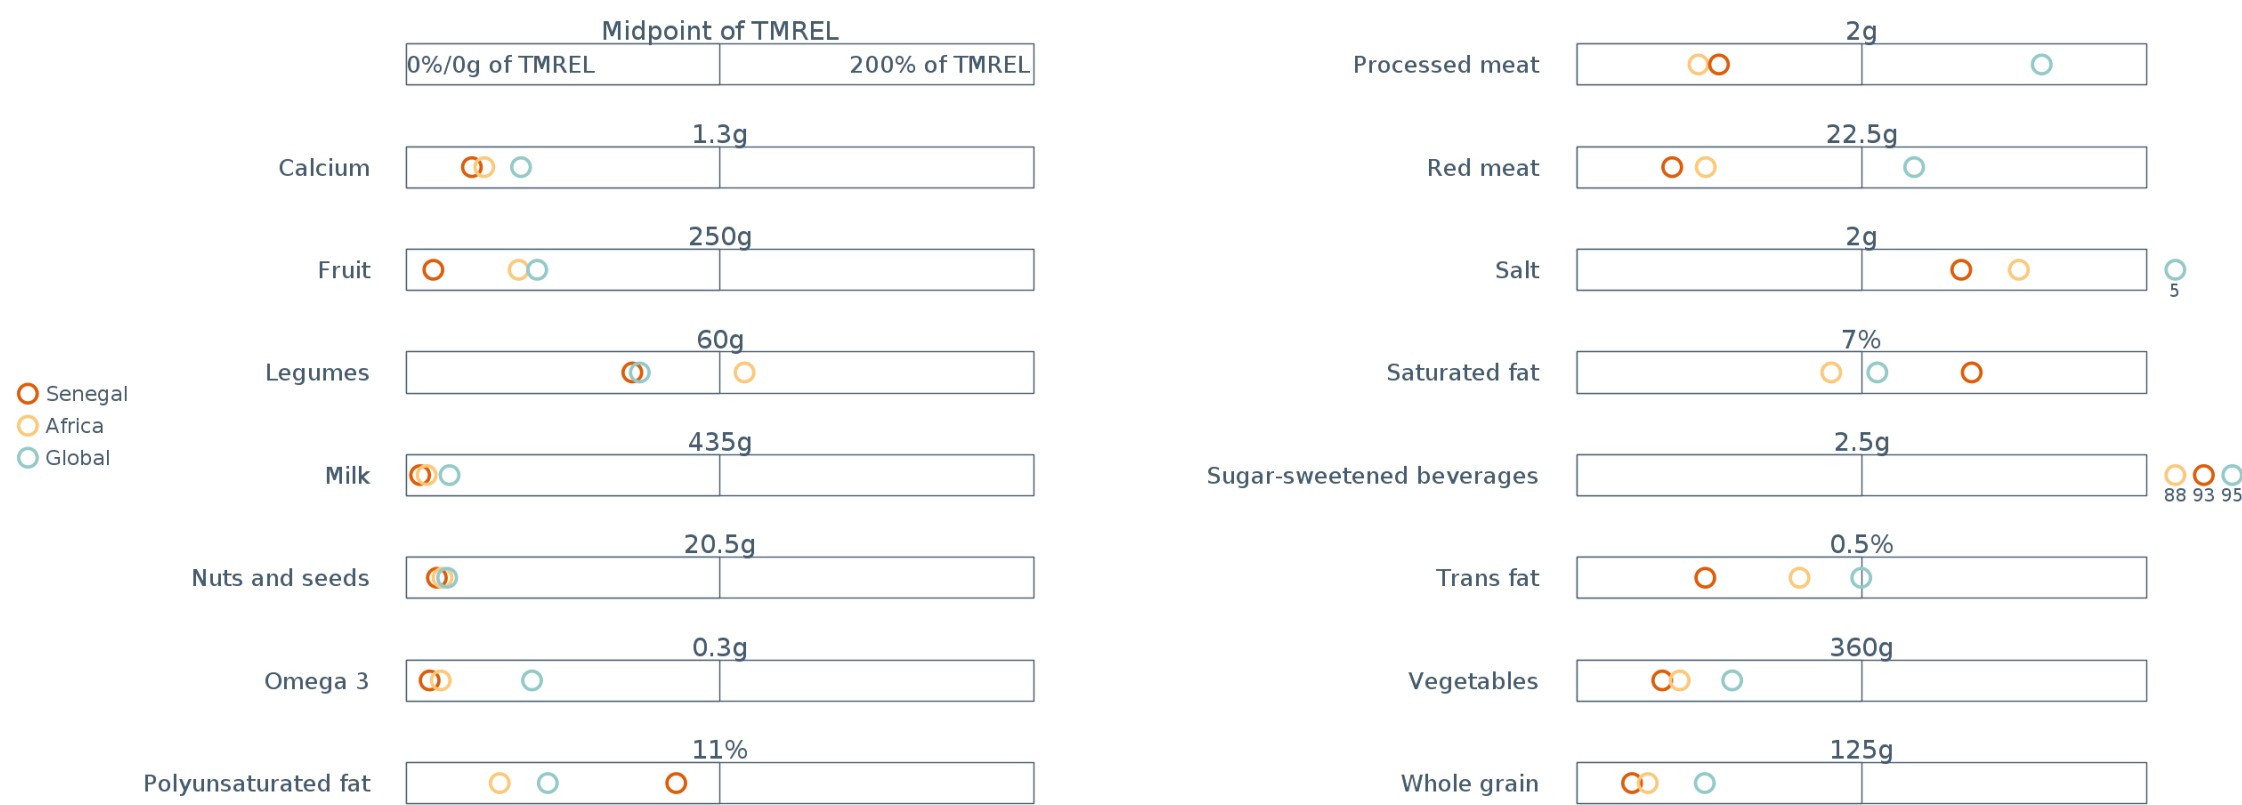 Midpoint of TMREL
0%/0g of TMREL 200% of TMREL
1.3g
Calcium
250g
Fruit
60g
Legumes
435g
Milk
20.5g
Nuts and seeds
0.3g
Omega 3
11%
Polyunsaturated fat
Senegal
Africa
Global
2g
Processed meat
22.5g
Red meat
2g
Salt
5
7%
Saturated fat
2.5g
Sugar-sweetened beverages
88 93 95
0.5%
Trans fat
360g
Vegetables
125g
Whole grain